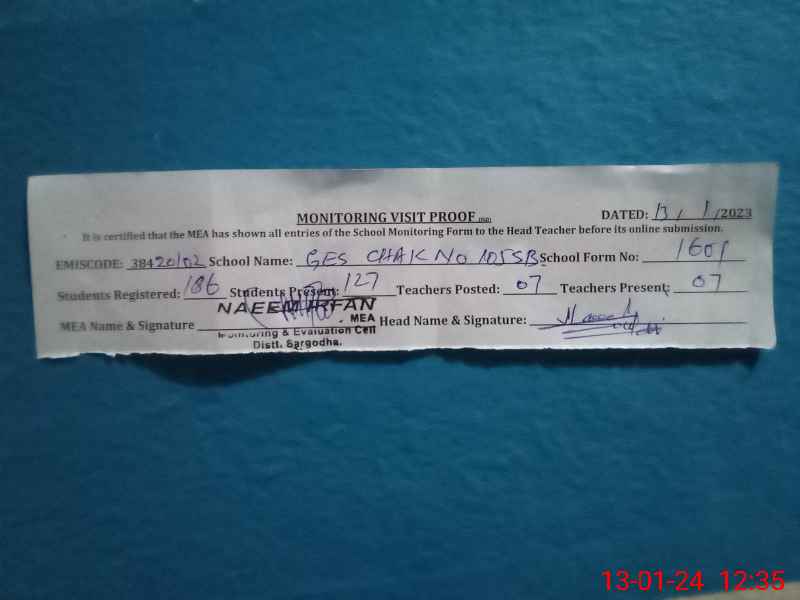 MONITORING VISIT PROOF
DATED: 13 / 1 /2023
It is certified that the MEA has shown all entries of the School Monitoring Form to the Head Teacher before its online submission.
EMISCODE: 38420102 School Name: GES CHAK NO 105SB School Form No: 1601
Students Registered: 186 Students Present: 127 Teachers Posted: 07 Teachers Present: 07
NAEEM IRFAN
MEA Name & Signature MEA Head Name & Signature:
Monitoring & Evaluation Cell
Distt. Sargodha.
13-01-24 12:35